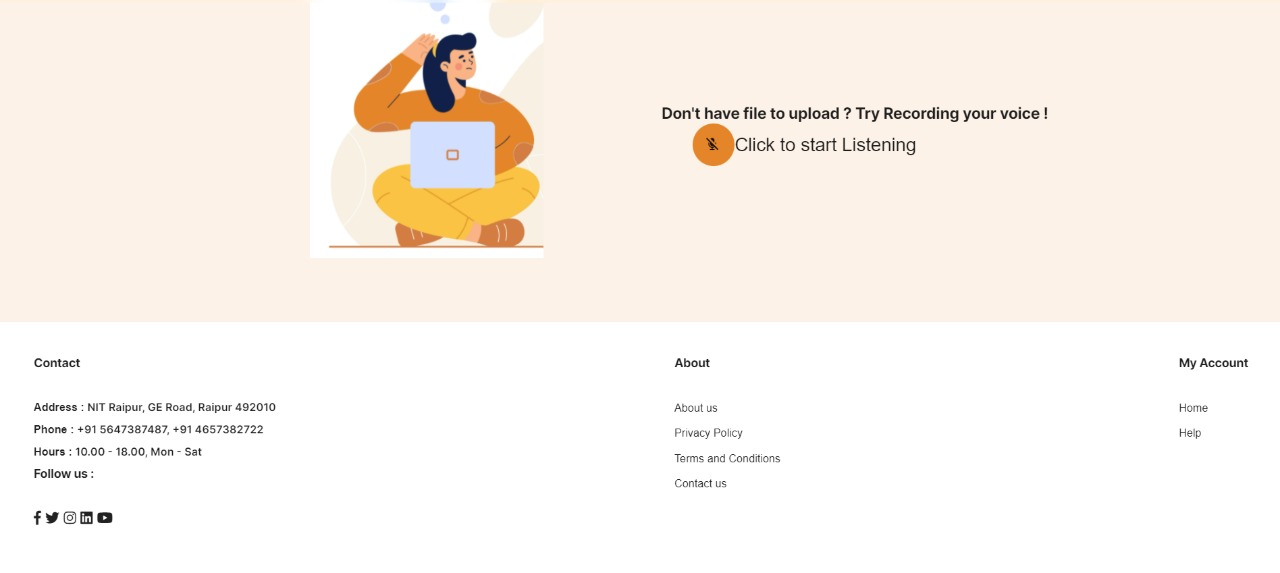 Don't have file to upload ? Try Recording your voice !
Click to start Listening
Contact
Address : NIT Raipur, GE Road, Raipur 492010
Phone : +91 5647387487, +91 4657382722
Hours : 10.00 - 18.00, Mon - Sat
Follow us :
About
About us
Privacy Policy
Terms and Conditions
Contact us
My Account
Home
Help